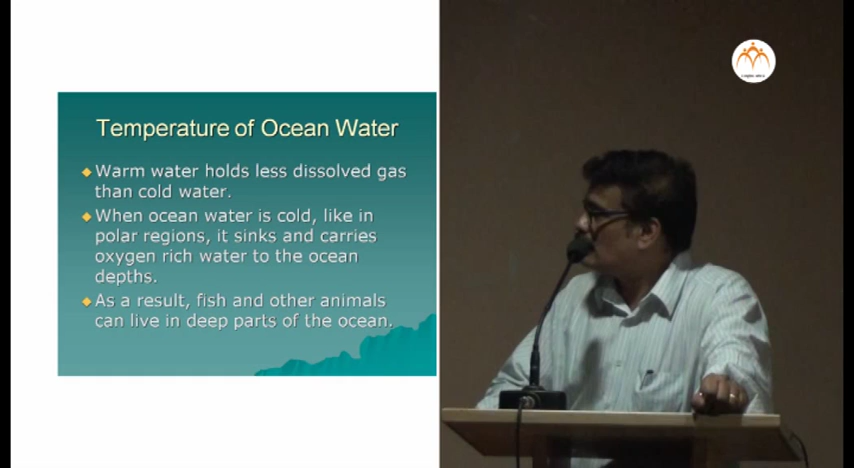 Temperature of Ocean Water
Warm water holds less dissolved gas
than cold water.
When ocean water is cold, like in
polar regions, it sinks and carries
oxygen rich water to the ocean
depths.
As a result, fish and other animals
can live in deep parts of the ocean.